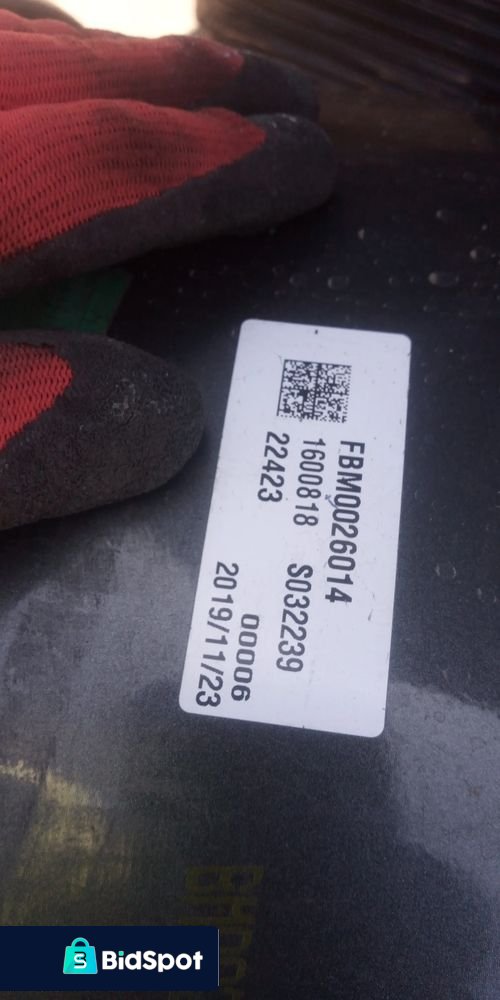 FBM0026014
1600818 S032239
22423
00006
2019/11/23
BidSpot